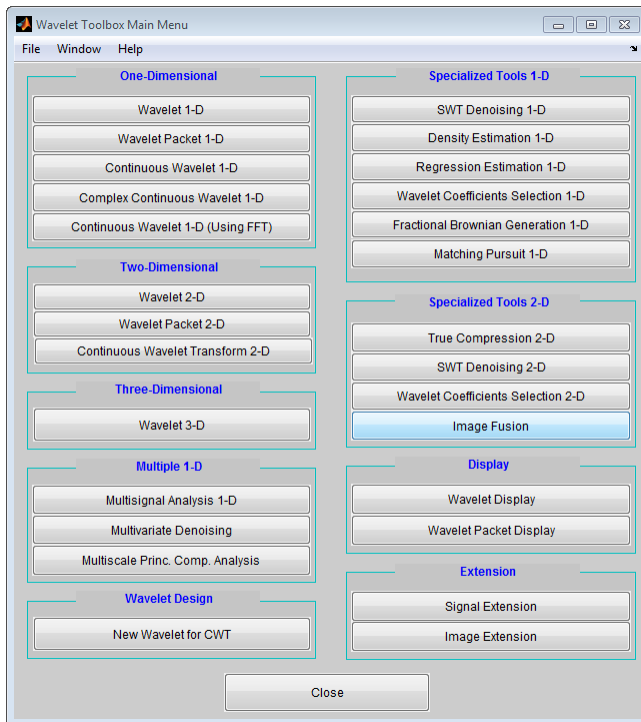 Wavelet Toolbox Main Menu
File Window Help
One-Dimensional
Wavelet 1-D
Wavelet Packet 1-D
Continuous Wavelet 1-D
Complex Continuous Wavelet 1-D
Continuous Wavelet 1-D (Using FFT)
Two-Dimensional
Wavelet 2-D
Wavelet Packet 2-D
Continuous Wavelet Transform 2-D
Three-Dimensional
Wavelet 3-D
Multiple 1-D
Multisignal Analysis 1-D
Multivariate Denoising
Multiscale Princ. Comp. Analysis
Wavelet Design
New Wavelet for CWT
Specialized Tools 1-D
SWT Denoising 1-D
Density Estimation 1-D
Regression Estimation 1-D
Wavelet Coefficients Selection 1-D
Fractional Brownian Generation 1-D
Matching Pursuit 1-D
Specialized Tools 2-D
True Compression 2-D
SWT Denoising 2-D
Wavelet Coefficients Selection 2-D
Image Fusion
Display
Wavelet Display
Wavelet Packet Display
Extension
Signal Extension
Image Extension
Close